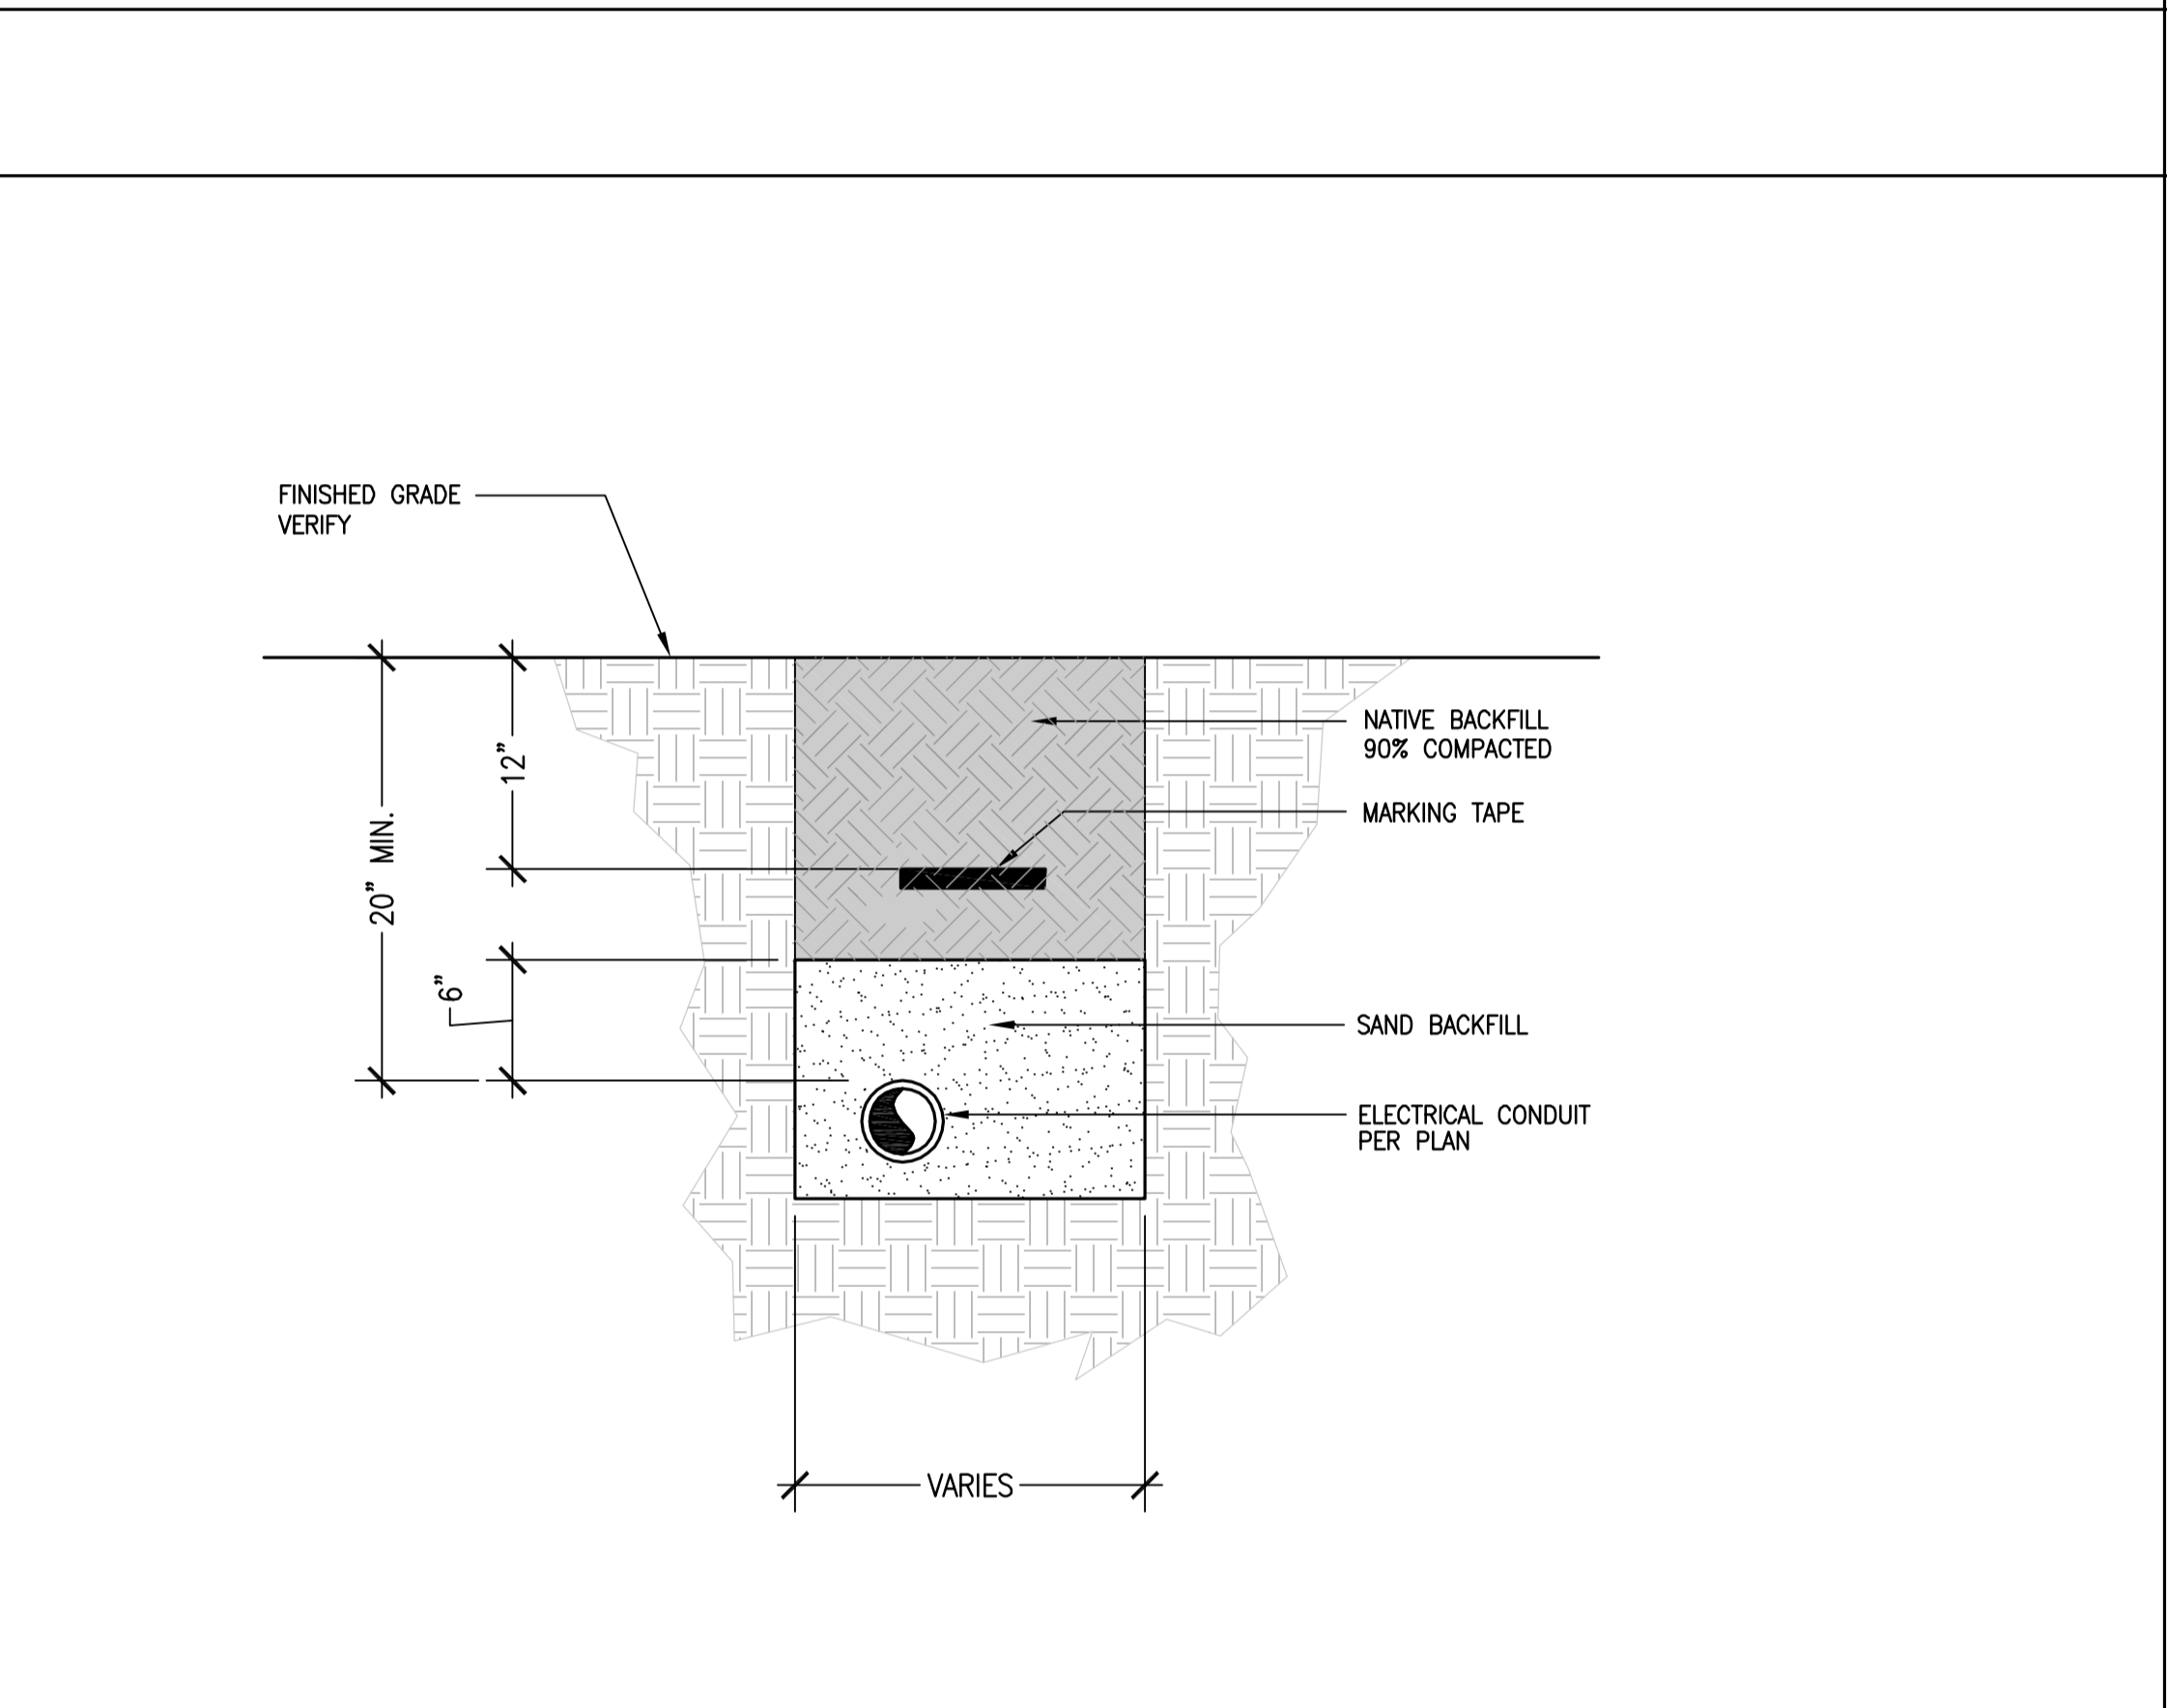 FINISHED GRADE
VERIFY
12”
20” MIN.
6”
NATIVE BACKFILL
90% COMPACTED
MARKING TAPE
SAND BACKFILL
ELECTRICAL CONDUIT
PER PLAN
VARIES